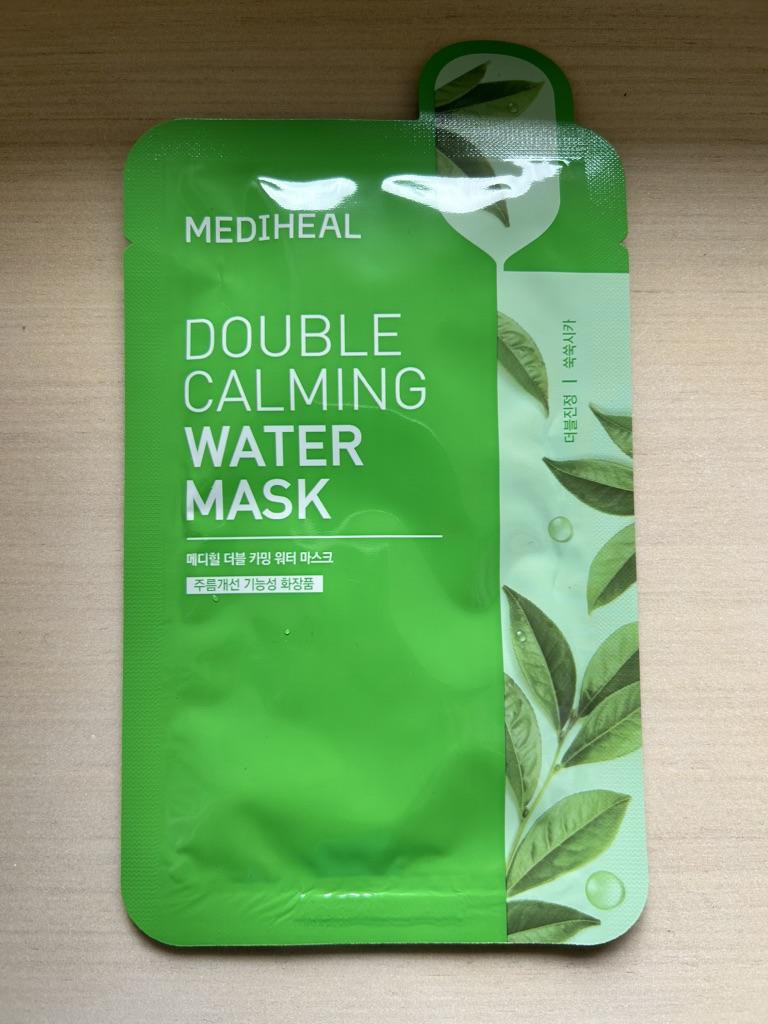 MEDIHEAL
DOUBLE
CALMING
WATER
MASK
메디힐 더블 카밍 워터 마스크
주름개선 기능성 화장품
더블진정 | 쑥쑥시카